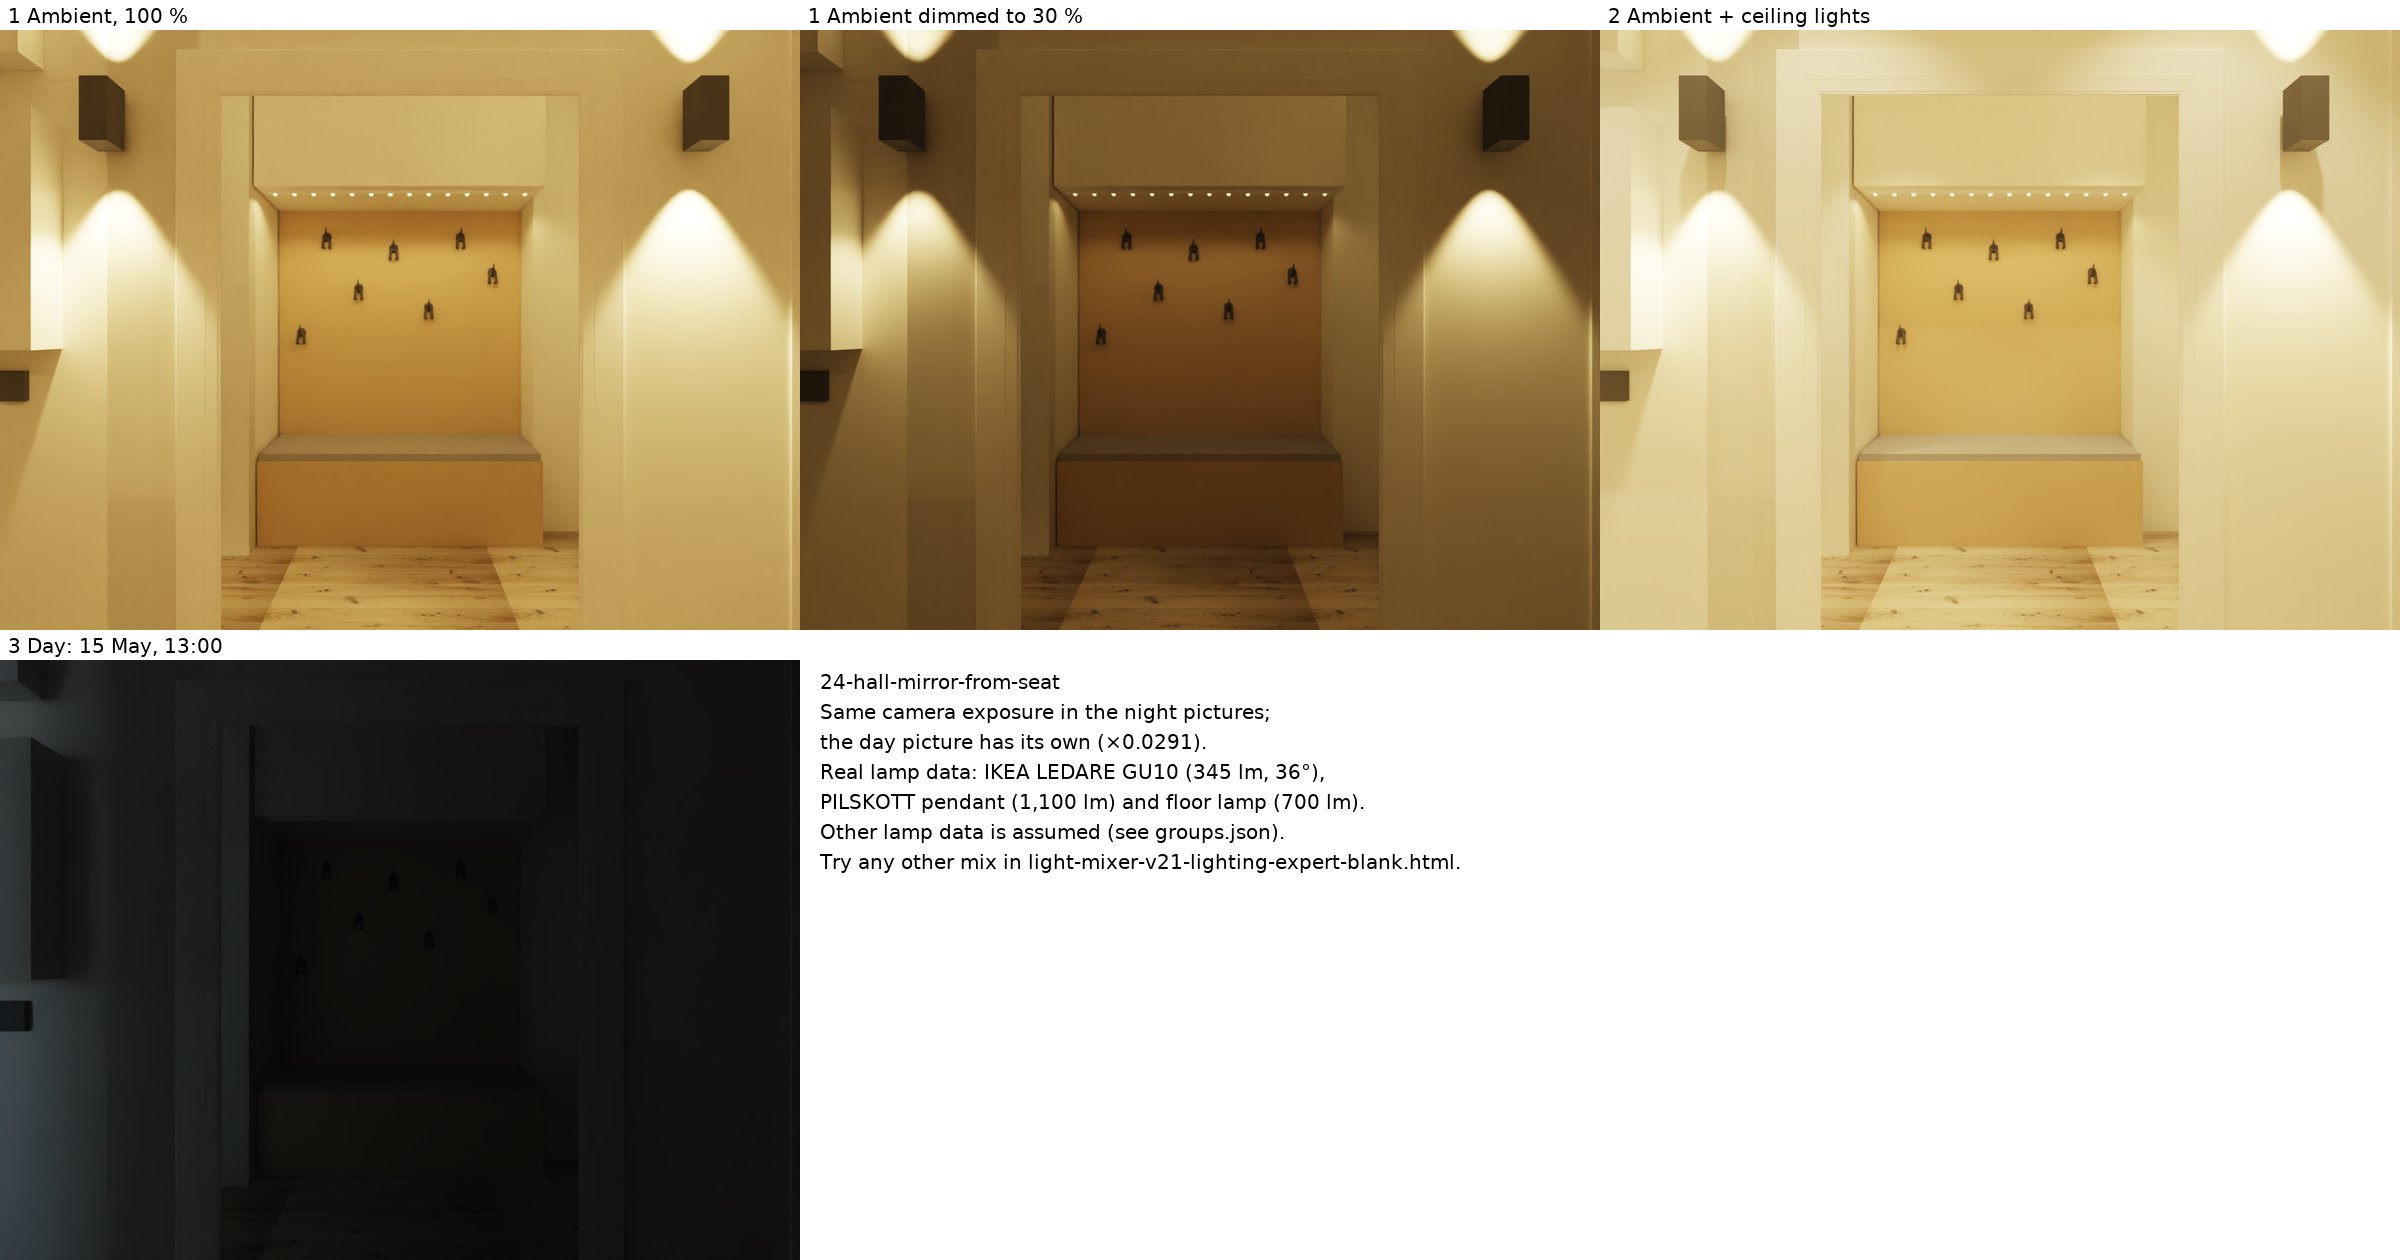 1 Ambient, 100 %
1 Ambient dimmed to 30 %
2 Ambient + ceiling lights
3 Day: 15 May, 13:00
24-hall-mirror-from-seat
Same camera exposure in the night pictures;
the day picture has its own (×0.0291).
Real lamp data: IKEA LEDARE GU10 (345 lm, 36°),
PILSKOTT pendant (1,100 lm) and floor lamp (700 lm).
Other lamp data is assumed (see groups.json).
Try any other mix in light-mixer-v21-lighting-expert-blank.html.